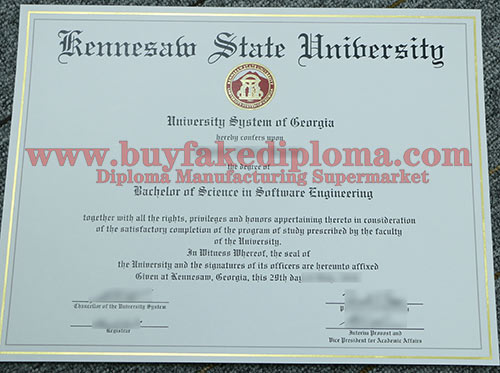 Kennesaw State University
University System of Georgia
hereby confers upon
www.buyfakediploma.com
the degree of
Diploma Manufacturing Supermarket
Bachelor of Science in Software Engineering
together with all the rights, privileges and honors appertaining thereto in consideration
of the satisfactory completion of the program of study prescribed by the faculty
of the University.
In Witness Whereof, the seal of
the University and the signatures of its officers are hereunto affixed
Given at Kennesaw, Georgia, this 29th day
Chancellor of the University System
Registrar
Interim Provost and
Vice President for Academic Affairs